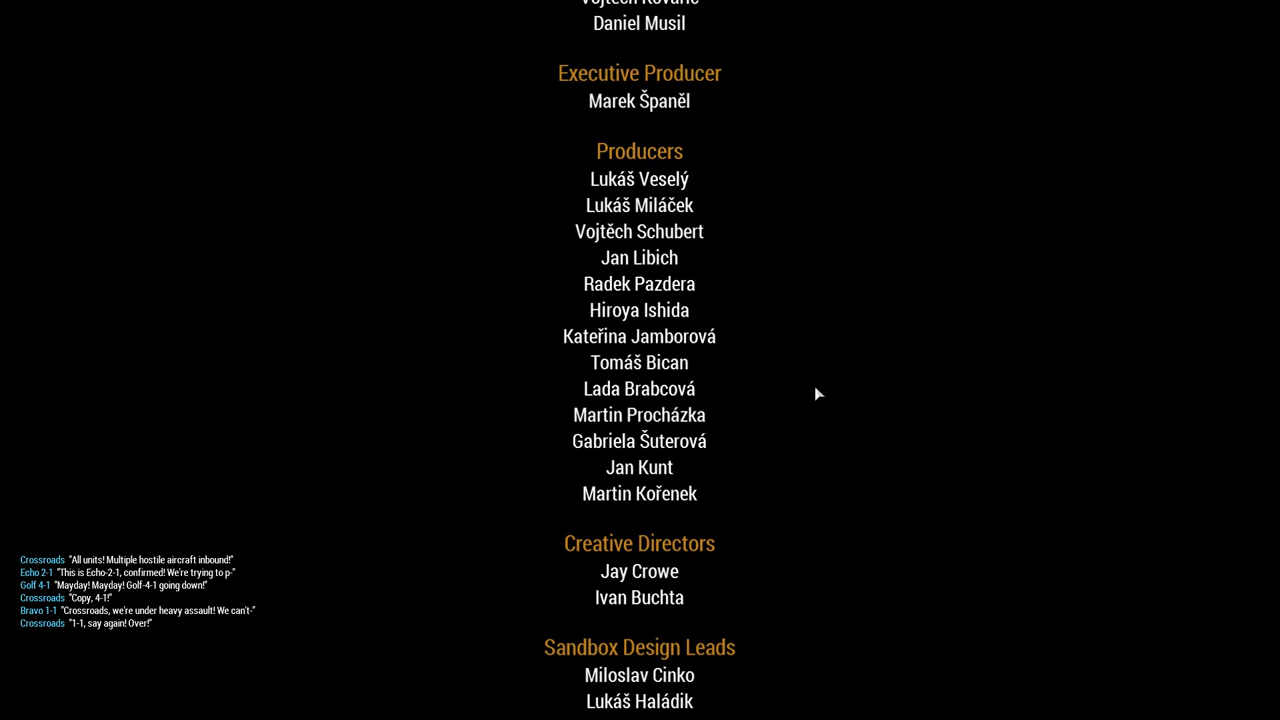 Vojtěch Kovařič
Daniel Musil
Executive Producer
Marek Španěl
Producers
Lukáš Veselý
Lukáš Miláček
Vojtěch Schubert
Jan Libich
Radek Pazdera
Hiroya Ishida
Kateřina Jamborová
Tomáš Bican
Lada Brabcová
Martin Procházka
Gabriela Šuterová
Jan Kunt
Martin Kořenek
Creative Directors
Jay Crowe
Ivan Buchta
Sandbox Design Leads
Miloslav Cinko
Lukáš Haládik
Crossroads "All units! Multiple hostile aircraft inbound!"
Echo 2-1 "This is Echo-2-1, confirmed! We're trying to p-"
Golf 4-1 "Mayday! Mayday! Golf-4-1 going down!"
Crossroads "Copy, 4-1!"
Bravo 1-1 "Crossroads, we're under heavy assault! We can't-"
Crossroads "1-1, say again! Over!"